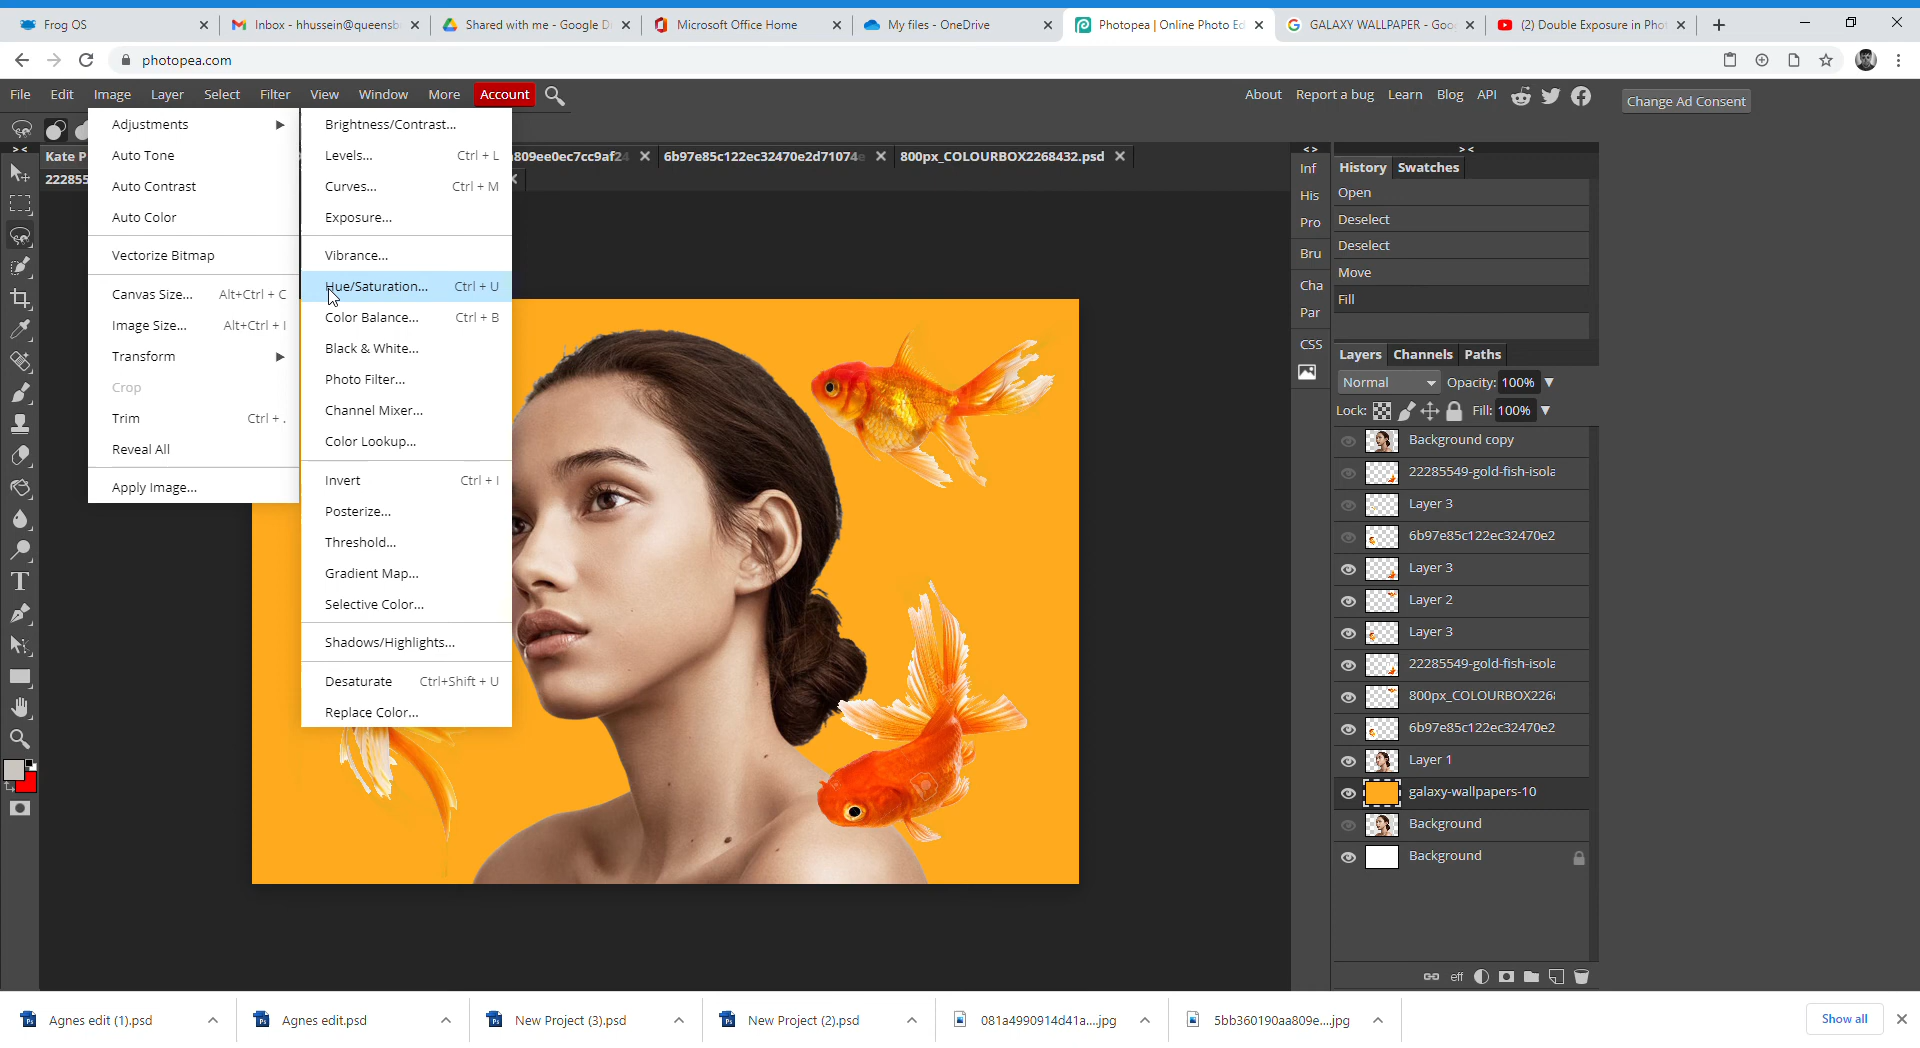 Frog OS
Inbox - hhussein@queensb
Shared with me - Google D
Microsoft Office Home
My files - OneDrive
Photopea | Online Photo Ed
GALAXY WALLPAPER - Goo
(2) Double Exposure in Phot
photopea.com
File Edit Image Layer Select Filter View Window More Account
About Report a bug Learn Blog API
Change Ad Consent
Kate P
a809ee0ec7cc9af24
6b97e85c122ec32470e2d71074e
800px_COLOURBOX2268432.psd
222855
Adjustments
Auto Tone
Auto Contrast
Auto Color
Vectorize Bitmap
Canvas Size... Alt+Ctrl + C
Image Size... Alt+Ctrl + I
Transform
Crop
Trim Ctrl + .
Reveal All
Apply Image...
Brightness/Contrast...
Levels... Ctrl + L
Curves... Ctrl + M
Exposure...
Vibrance...
Hue/Saturation... Ctrl + U
Color Balance... Ctrl + B
Black & White...
Photo Filter...
Channel Mixer...
Color Lookup...
Invert Ctrl + I
Posterize...
Threshold...
Gradient Map...
Selective Color...
Shadows/Highlights...
Desaturate Ctrl+Shift + U
Replace Color...
Inf
His
Pro
Bru
Cha
Par
CSS
History Swatches
Open
Deselect
Deselect
Move
Fill
Layers Channels Paths
Normal Opacity: 100%
Lock: Fill: 100%
Background copy
22285549-gold-fish-isola
Layer 3
6b97e85c122ec32470e2
Layer 3
Layer 2
Layer 3
22285549-gold-fish-isola
800px_COLOURBOX2268
6b97e85c122ec32470e2
Layer 1
galaxy-wallpapers-10
Background
Background
eff
Agnes edit (1).psd
Agnes edit.psd
New Project (3).psd
New Project (2).psd
081a4990914d41a....jpg
5bb360190aa809e....jpg
Show all